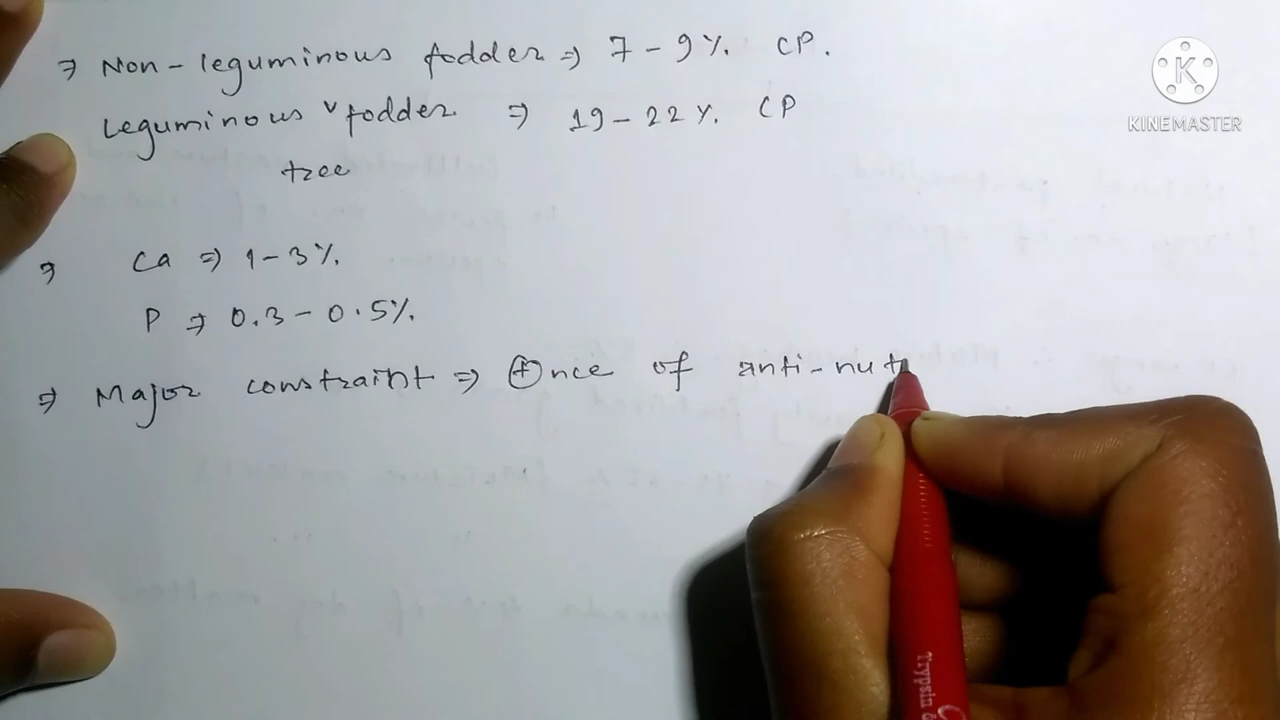 ⇒ Non-leguminous fodder ⇒ 7-9%. CP.
Leguminous ˅ fodder ⇒ 19-22%. CP
tree
⇒ Ca ⇒ 1-3%.
P ⇒ 0.3-0.5%.
⇒ Major constraint ⇒ ⊕nce of anti-nut
K
KINEMASTER
Trypsin &